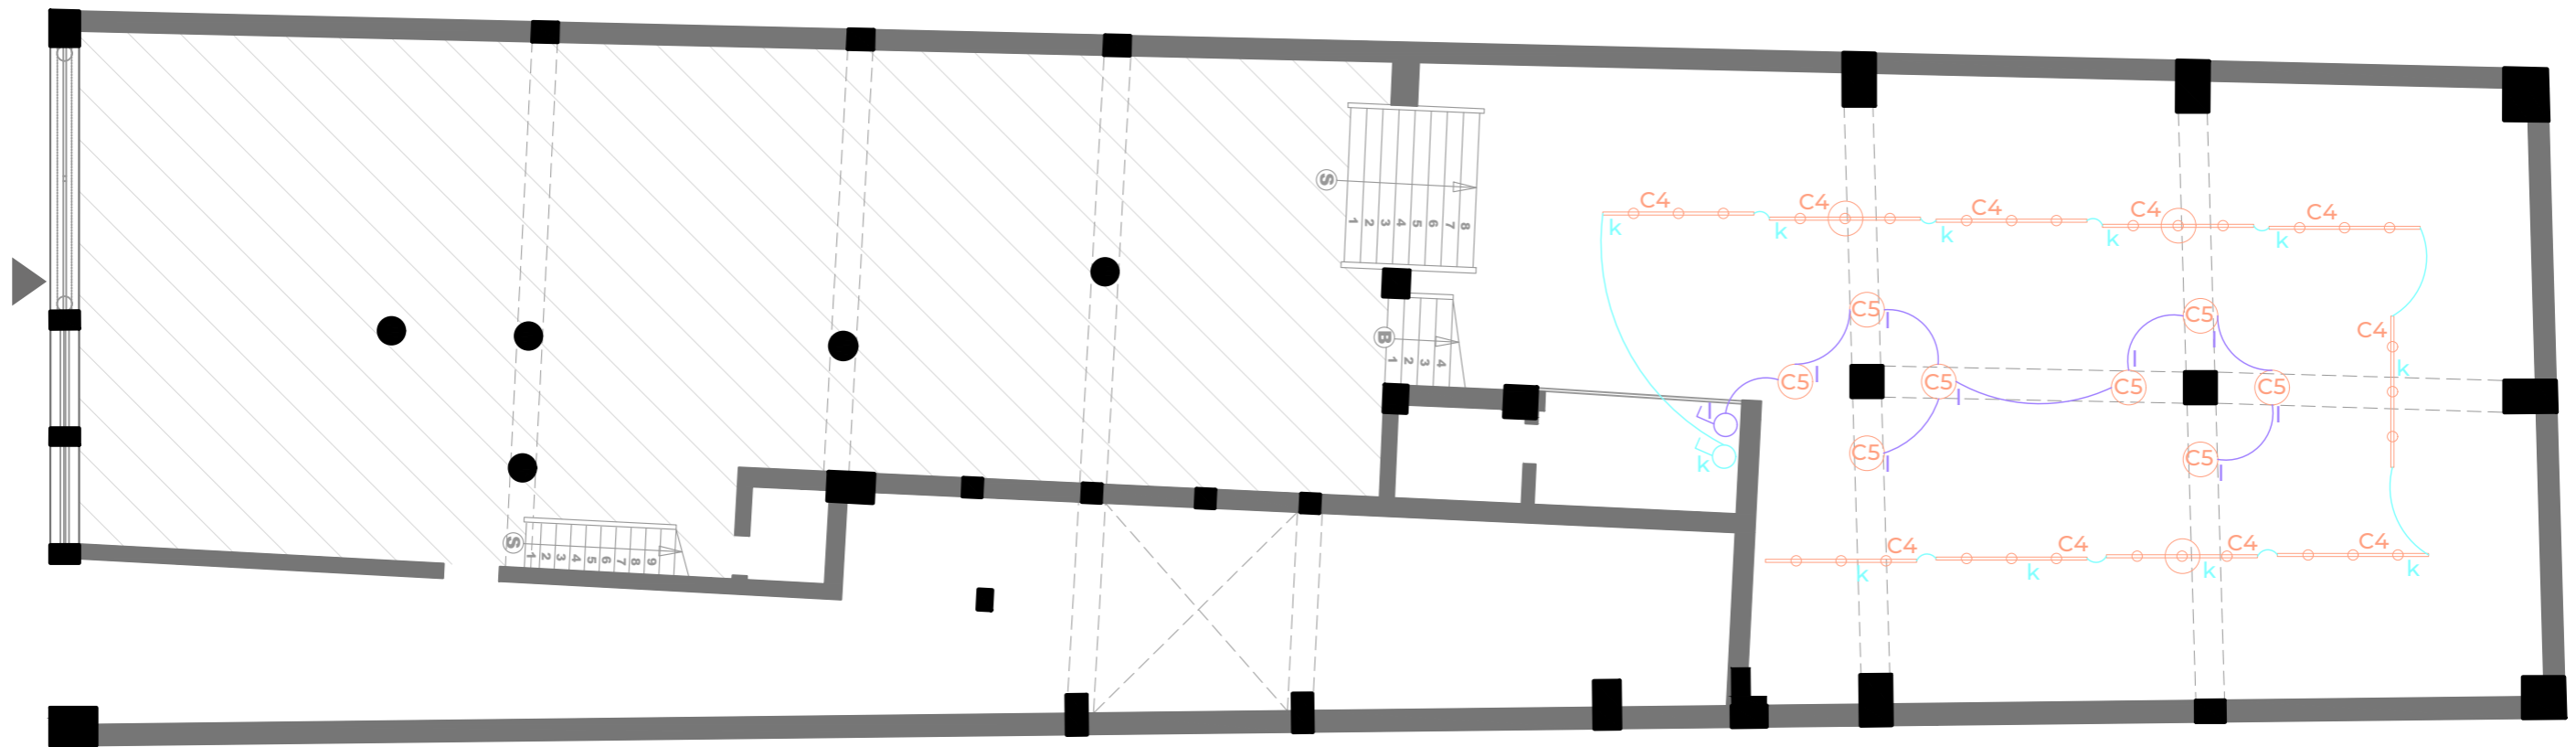 C4 C4 C4 C4 C4
k k k k k
S
1 2 3 4 5 6 7 8
C5 C5
l l
C4
k
B
1 2 3 4
l l
C5 C5 C5 C5
l l l
l
k
C5 C5
l l
S
1 2 3 4 5 6 7 8 9
C4 C4 C4 C4
k k k k